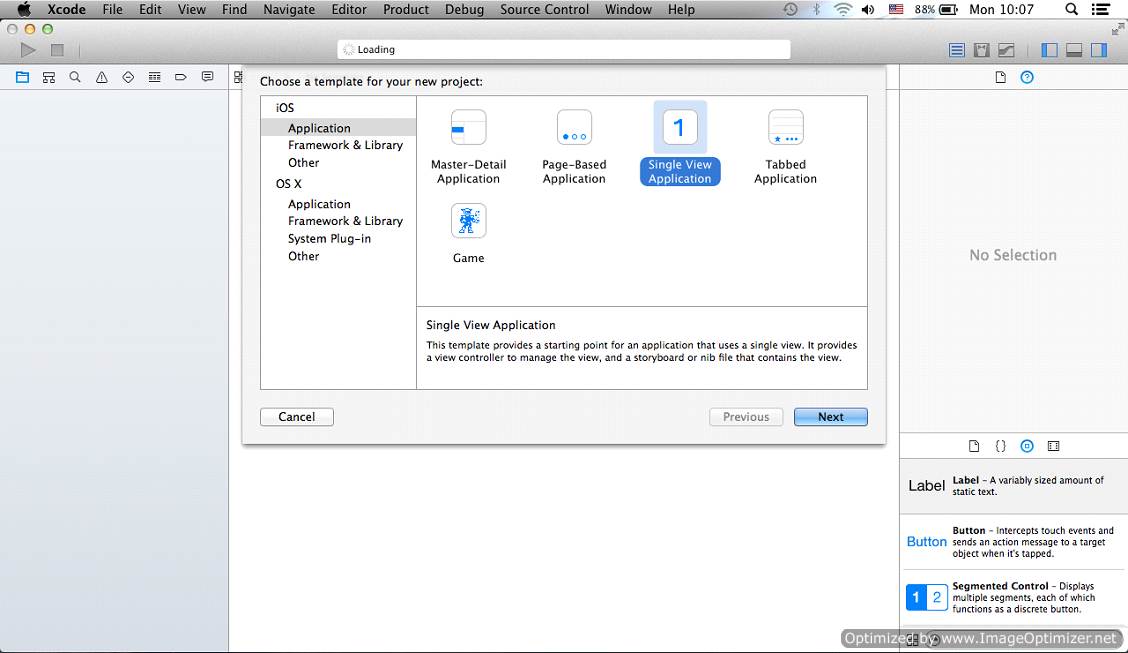 Xcode File Edit View Find Navigate Editor Product Debug Source Control Window Help 88% Mon 10:07
Loading
Choose a template for your new project:
iOS
Application
Framework & Library
Other
OS X
Application
Framework & Library
System Plug-in
Other
Master-Detail
Application
Page-Based
Application
1
Single View
Application
Tabbed
Application
Game
Single View Application
This template provides a starting point for an application that uses a single view. It provides
a view controller to manage the view, and a storyboard or nib file that contains the view.
Cancel Previous Next
No Selection
{}
Label Label - A variably sized amount of
static text.
Button Button - Intercepts touch events and
sends an action message to a target
object when it's tapped.
1 2 Segmented Control - Displays
multiple segments, each of which
functions as a discrete button.
Optimized by www.ImageOptimizer.net